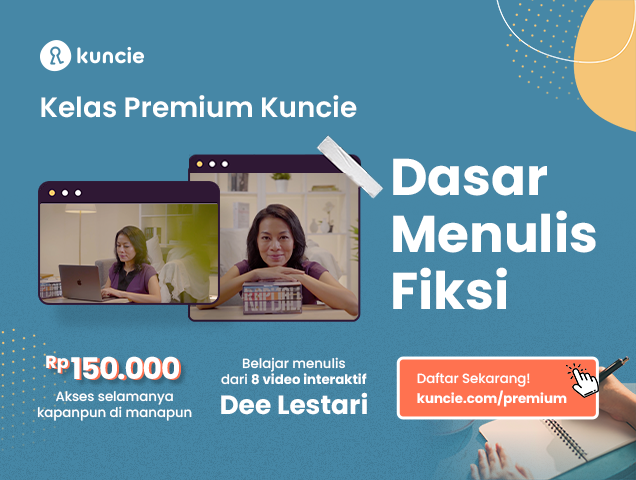 kuncie
Kelas Premium Kuncie
Dasar
Menulis
Fiksi
Rp150.000
Akses selamanya
kapanpun di manapun
Belajar menulis
dari 8 video interaktif
Dee Lestari
Daftar Sekarang!
kuncie.com/premium